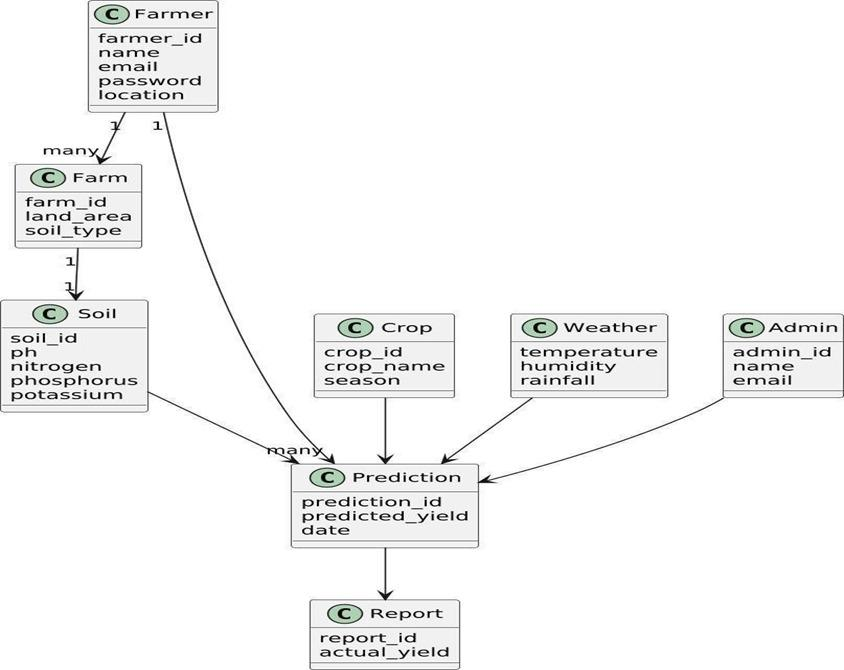 C Farmer
farmer_id
name
email
password
location
1 1
many
C Farm
farm_id
land_area
soil_type
1
1
C Soil
soil_id
ph
nitrogen
phosphorus
potassium
C Crop
crop_id
crop_name
season
C Weather
temperature
humidity
rainfall
C Admin
admin_id
name
email
many
C Prediction
prediction_id
predicted_yield
date
C Report
report_id
actual_yield